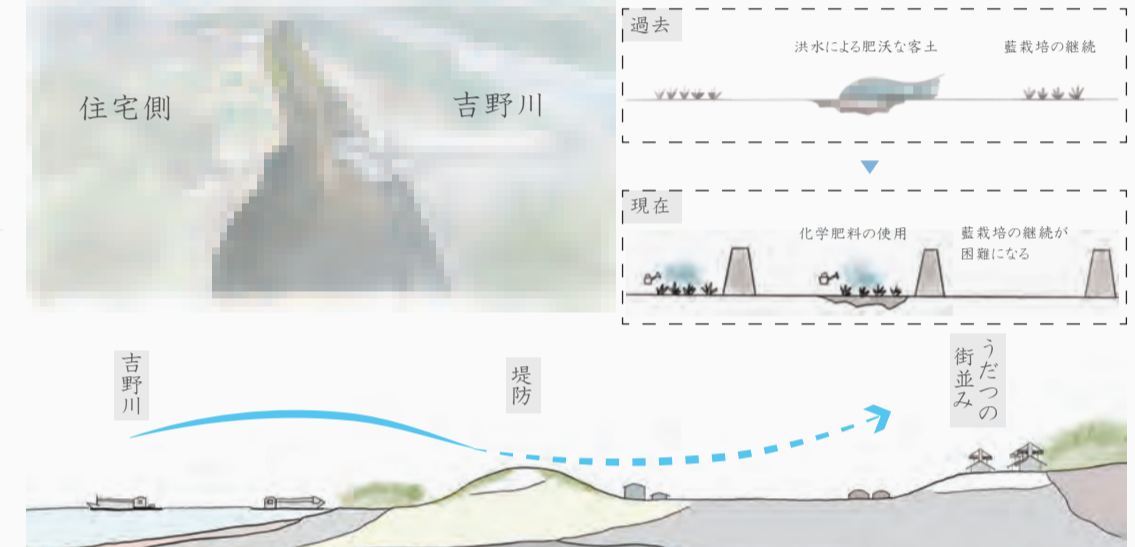 住宅側
吉野川
過去
洪水による肥沃な客土
藍栽培の継続
現在
化学肥料の使用
藍栽培の継続が
困難になる
吉野川
堤防
うだつの
街並み